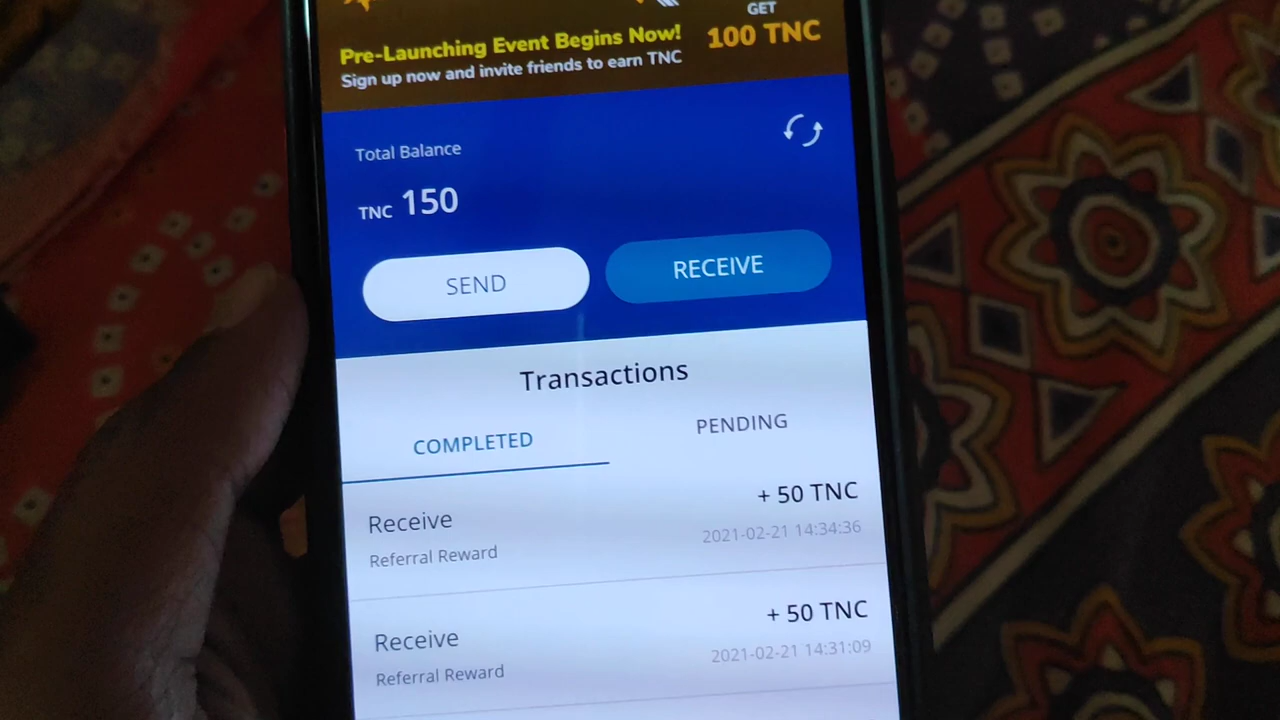 GET
Pre-Launching Event Begins Now!
100 TNC
Sign up now and invite friends to earn TNC
Total Balance
TNC 150
SEND
RECEIVE
Transactions
COMPLETED
PENDING
Receive
+ 50 TNC
Referral Reward
2021-02-21 14:34:36
Receive
+ 50 TNC
Referral Reward
2021-02-21 14:31:09